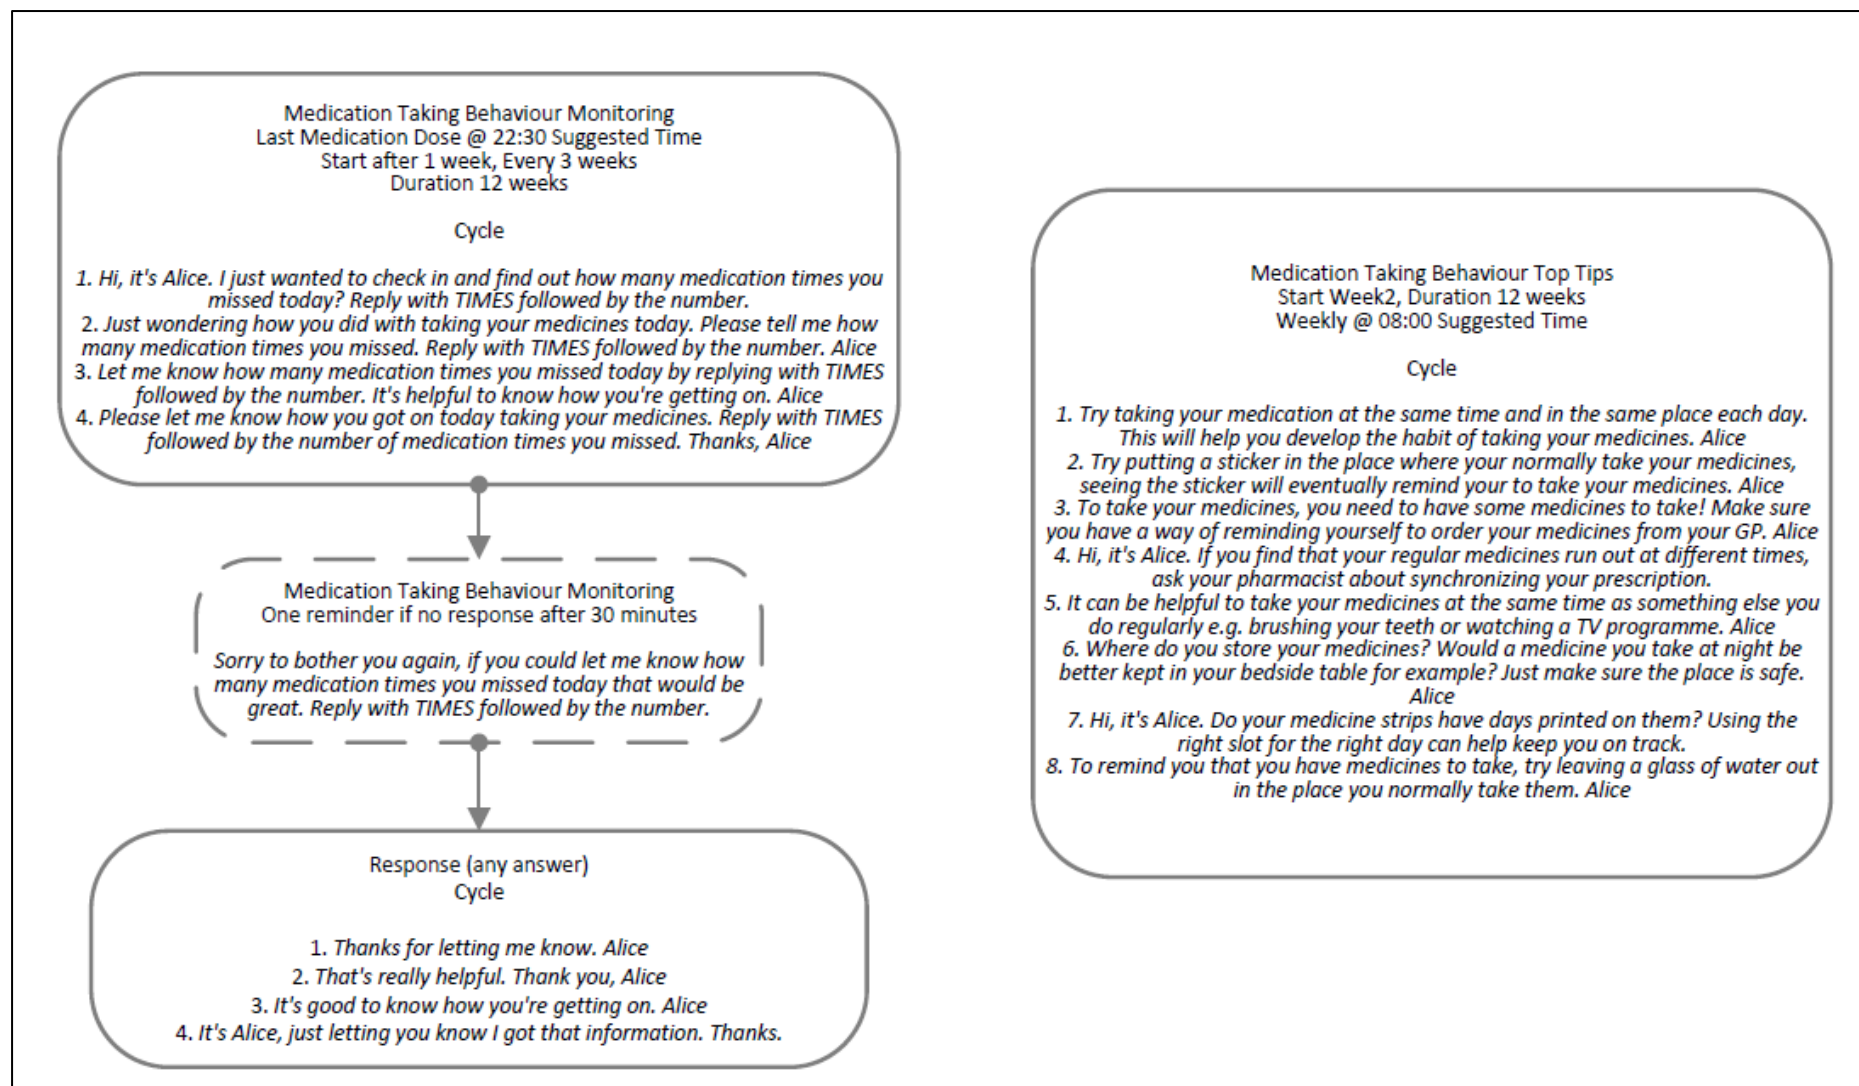 Medication Taking Behaviour Monitoring
Last Medication Dose @ 22:30 Suggested Time
Start after 1 week, Every 3 weeks
Duration 12 weeks
Cycle
1. Hi, it's Alice. I just wanted to check in and find out how many medication times you
missed today? Reply with TIMES followed by the number.
2. Just wondering how you did with taking your medicines today. Please tell me how
many medication times you missed. Reply with TIMES followed by the number. Alice
3. Let me know how many medication times you missed today by replying with TIMES
followed by the number. It's helpful to know how you're getting on. Alice
4. Please let me know how you got on today taking your medicines. Reply with TIMES
followed by the number of medication times you missed. Thanks, Alice
Medication Taking Behaviour Monitoring
One reminder if no response after 30 minutes
Sorry to bother you again, if you could let me know how
many medication times you missed today that would be
great. Reply with TIMES followed by the number.
Response (any answer)
Cycle
1. Thanks for letting me know. Alice
2. That's really helpful. Thank you, Alice
3. It's good to know how you're getting on. Alice
4. It's Alice, just letting you know I got that information. Thanks.
Medication Taking Behaviour Top Tips
Start Week2, Duration 12 weeks
Weekly @ 08:00 Suggested Time
Cycle
1. Try taking your medication at the same time and in the same place each day.
This will help you develop the habit of taking your medicines. Alice
2. Try putting a sticker in the place where your normally take your medicines,
seeing the sticker will eventually remind your to take your medicines. Alice
3. To take your medicines, you need to have some medicines to take! Make sure
you have a way of reminding yourself to order your medicines from your GP. Alice
4. Hi, it's Alice. If you find that your regular medicines run out at different times,
ask your pharmacist about synchronizing your prescription.
5. It can be helpful to take your medicines at the same time as something else you
do regularly e.g. brushing your teeth or watching a TV programme. Alice
6. Where do you store your medicines? Would a medicine you take at night be
better kept in your bedside table for example? Just make sure the place is safe.
Alice
7. Hi, it's Alice. Do your medicine strips have days printed on them? Using the
right slot for the right day can help keep you on track.
8. To remind you that you have medicines to take, try leaving a glass of water out
in the place you normally take them. Alice